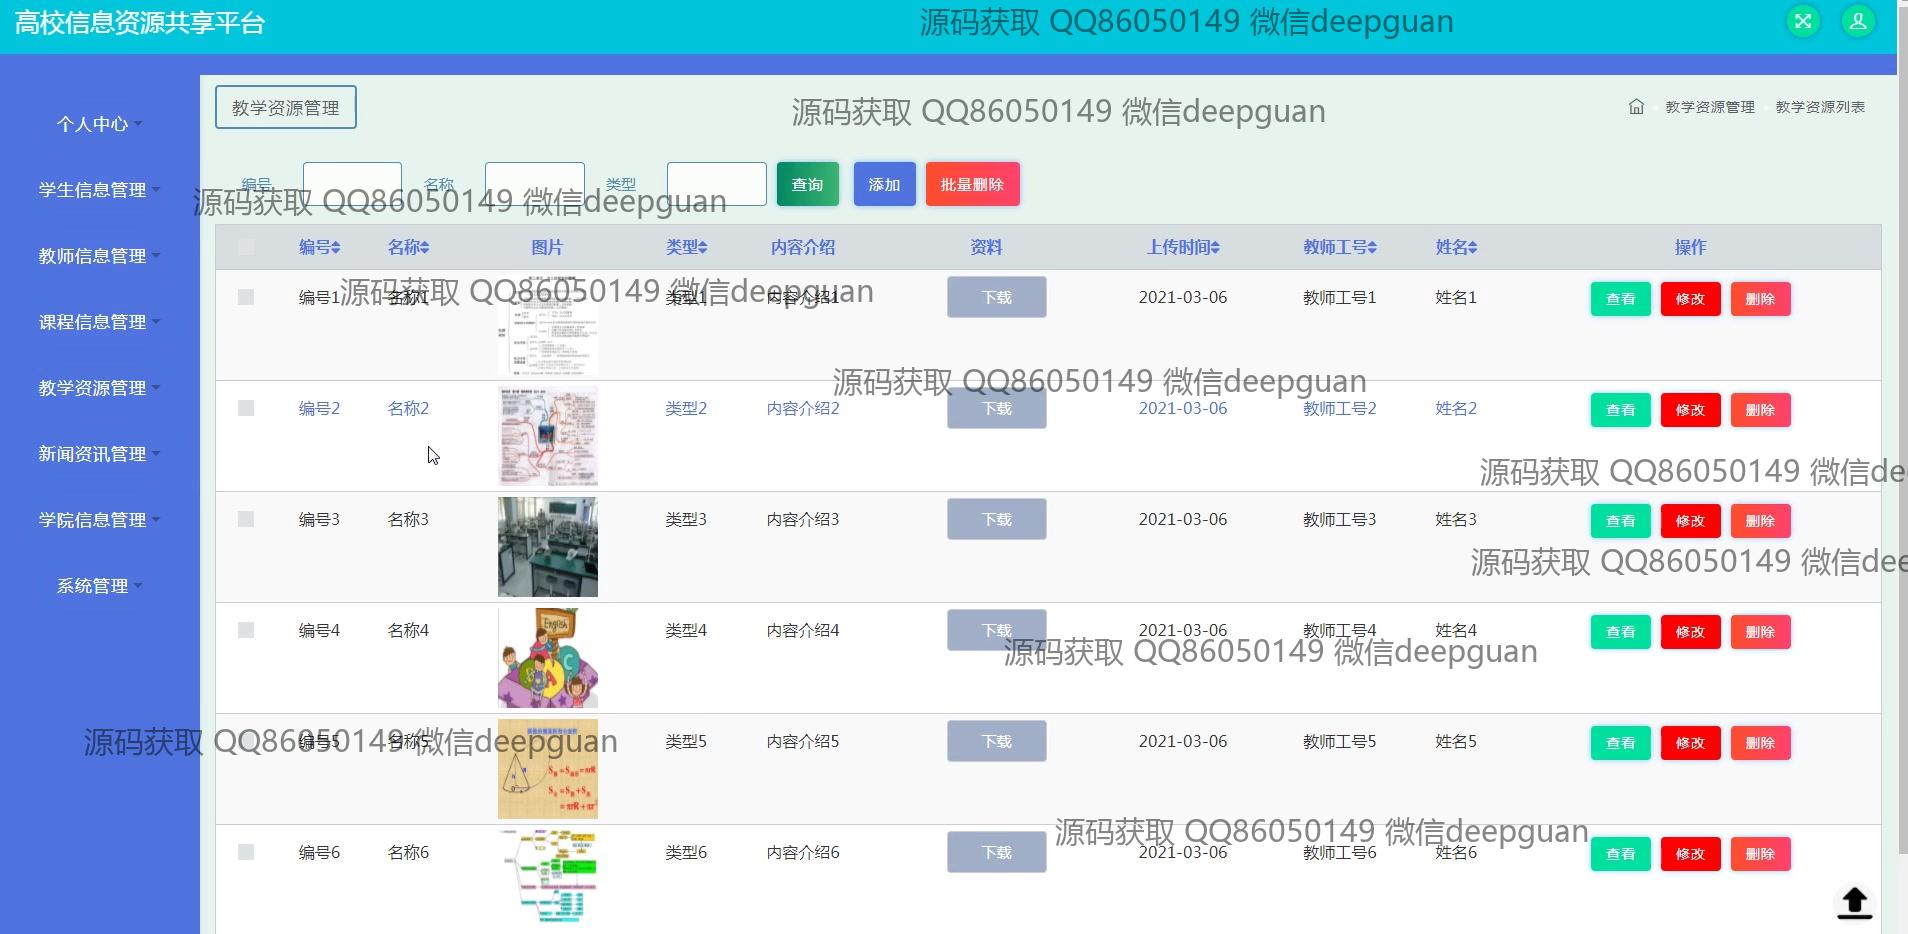 高校信息资源共享平台
源码获取 QQ86050149 微信deepguan
教学资源管理
源码获取 QQ86050149 微信deepguan
教学资源管理 教学资源列表
个人中心
学生信息管理
教师信息管理
课程信息管理
教学资源管理
新闻资讯管理
学院信息管理
系统管理
编号 名称 类型 查询 添加 批量删除
源码获取 QQ86050149 微信deepguan
编号 名称 图片 类型 内容介绍 资料 上传时间 教师工号 姓名 操作
编号1 名称1 类型1 内容介绍1 下载 2021-03-06 教师工号1 姓名1 查看 修改 删除
源码获取 QQ86050149 微信deepguan
源码获取 QQ86050149 微信deepguan
编号2 名称2 类型2 内容介绍2 下载 2021-03-06 教师工号2 姓名2 查看 修改 删除
源码获取 QQ86050149 微信dee
编号3 名称3 类型3 内容介绍3 下载 2021-03-06 教师工号3 姓名3 查看 修改 删除
源码获取 QQ86050149 微信dee
English
编号4 名称4 类型4 内容介绍4 下载 2021-03-06 教师工号4 姓名4 查看 修改 删除
B A C
源码获取 QQ86050149 微信deepguan
编号5 名称5 类型5 内容介绍5 下载 2021-03-06 教师工号5 姓名5 查看 修改 删除
源码获取 QQ86050149 微信deepguan
源码获取 QQ86050149 微信deepguan
编号6 名称6 类型6 内容介绍6 下载 2021-03-06 教师工号6 姓名6 查看 修改 删除